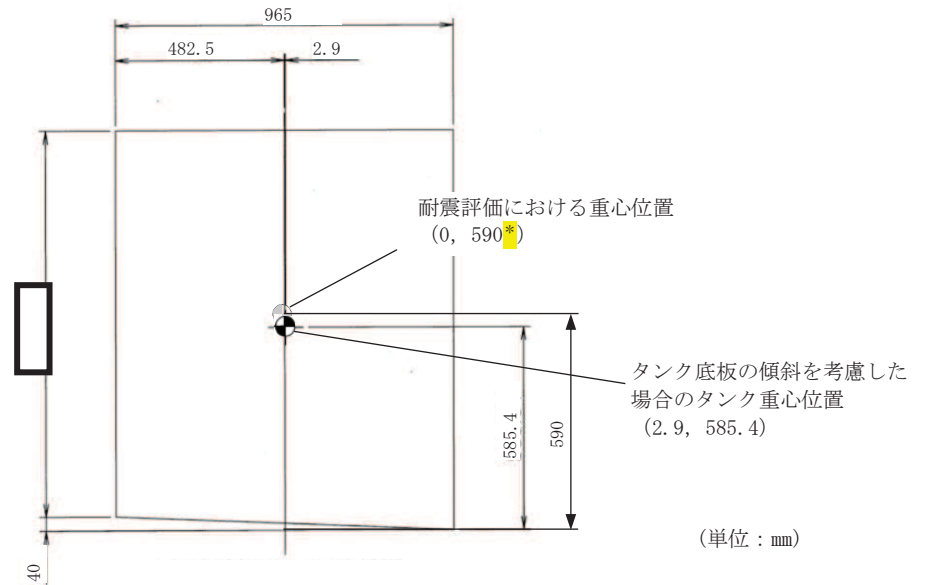 965
482.5
2.9
耐震評価における重心位置
(0, 590*)
タンク底板の傾斜を考慮した
場合のタンク重心位置
(2.9, 585.4)
585.4
590
(単位：mm)
40